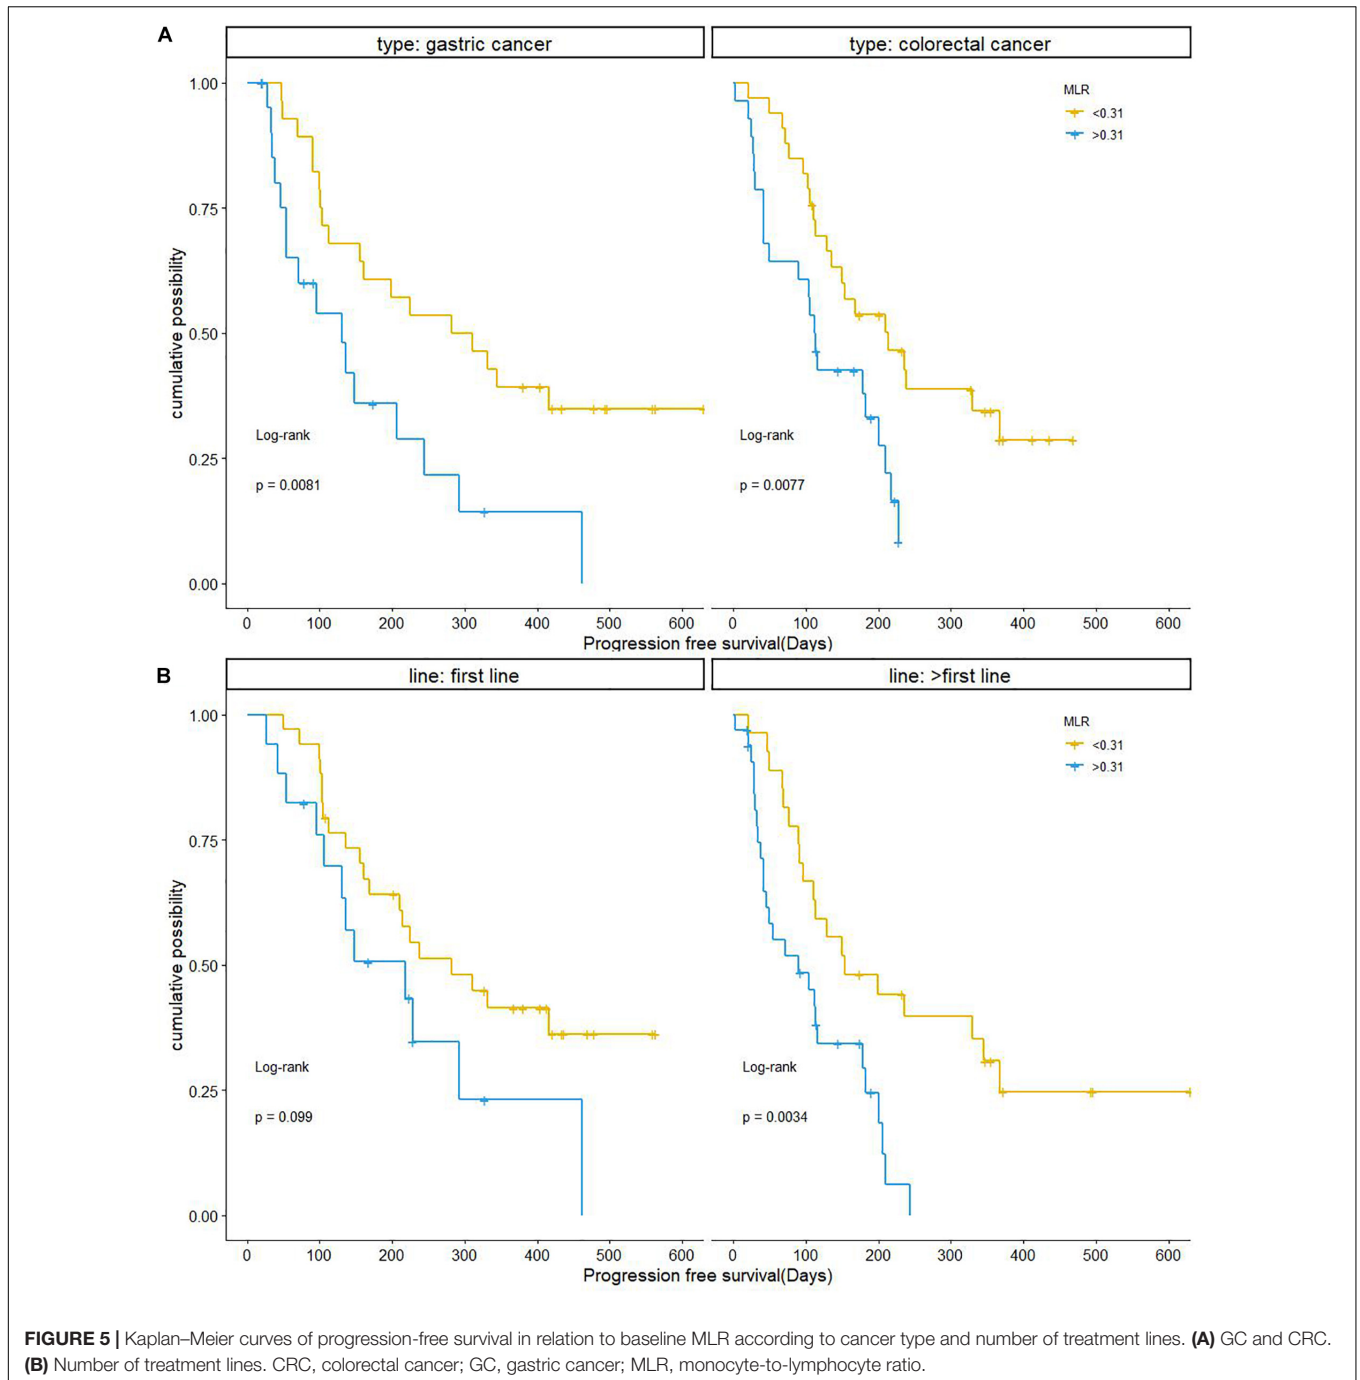 A
type: gastric cancer
type: colorectal cancer
MLR
<0.31
>0.31
1.00
0.75
0.50
0.25
0.00
cumulative possibility
Log-rank
p = 0.0081
Log-rank
p = 0.0077
0 100 200 300 400 500 600
0 100 200 300 400 500 600
Progression free survival(Days)
B
line: first line
line: >first line
MLR
<0.31
>0.31
1.00
0.75
0.50
0.25
0.00
cumulative possibility
Log-rank
p = 0.099
Log-rank
p = 0.0034
0 100 200 300 400 500 600
0 100 200 300 400 500 600
Progression free survival(Days)
FIGURE 5 | Kaplan–Meier curves of progression-free survival in relation to baseline MLR according to cancer type and number of treatment lines. (A) GC and CRC.
(B) Number of treatment lines. CRC, colorectal cancer; GC, gastric cancer; MLR, monocyte-to-lymphocyte ratio.